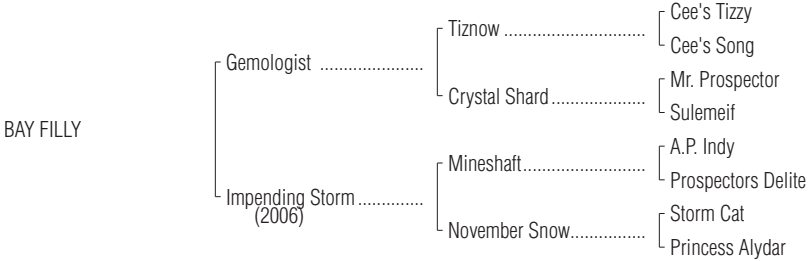 Cee's Tizzy
Tiznow ..............................
Cee's Song
Gemologist ......................
Mr. Prospector
Crystal Shard....................
Sulemeif
BAY FILLY
A.P. Indy
Mineshaft..........................
Prospectors Delite
Impending Storm ..............
(2006)
Storm Cat
November Snow................
Princess Alydar